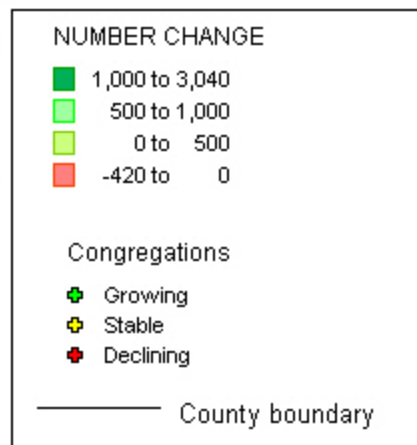 NUMBER CHANGE
1,000 to 3,040
500 to 1,000
0 to 500
-420 to 0
Congregations
Growing
Stable
Declining
County boundary